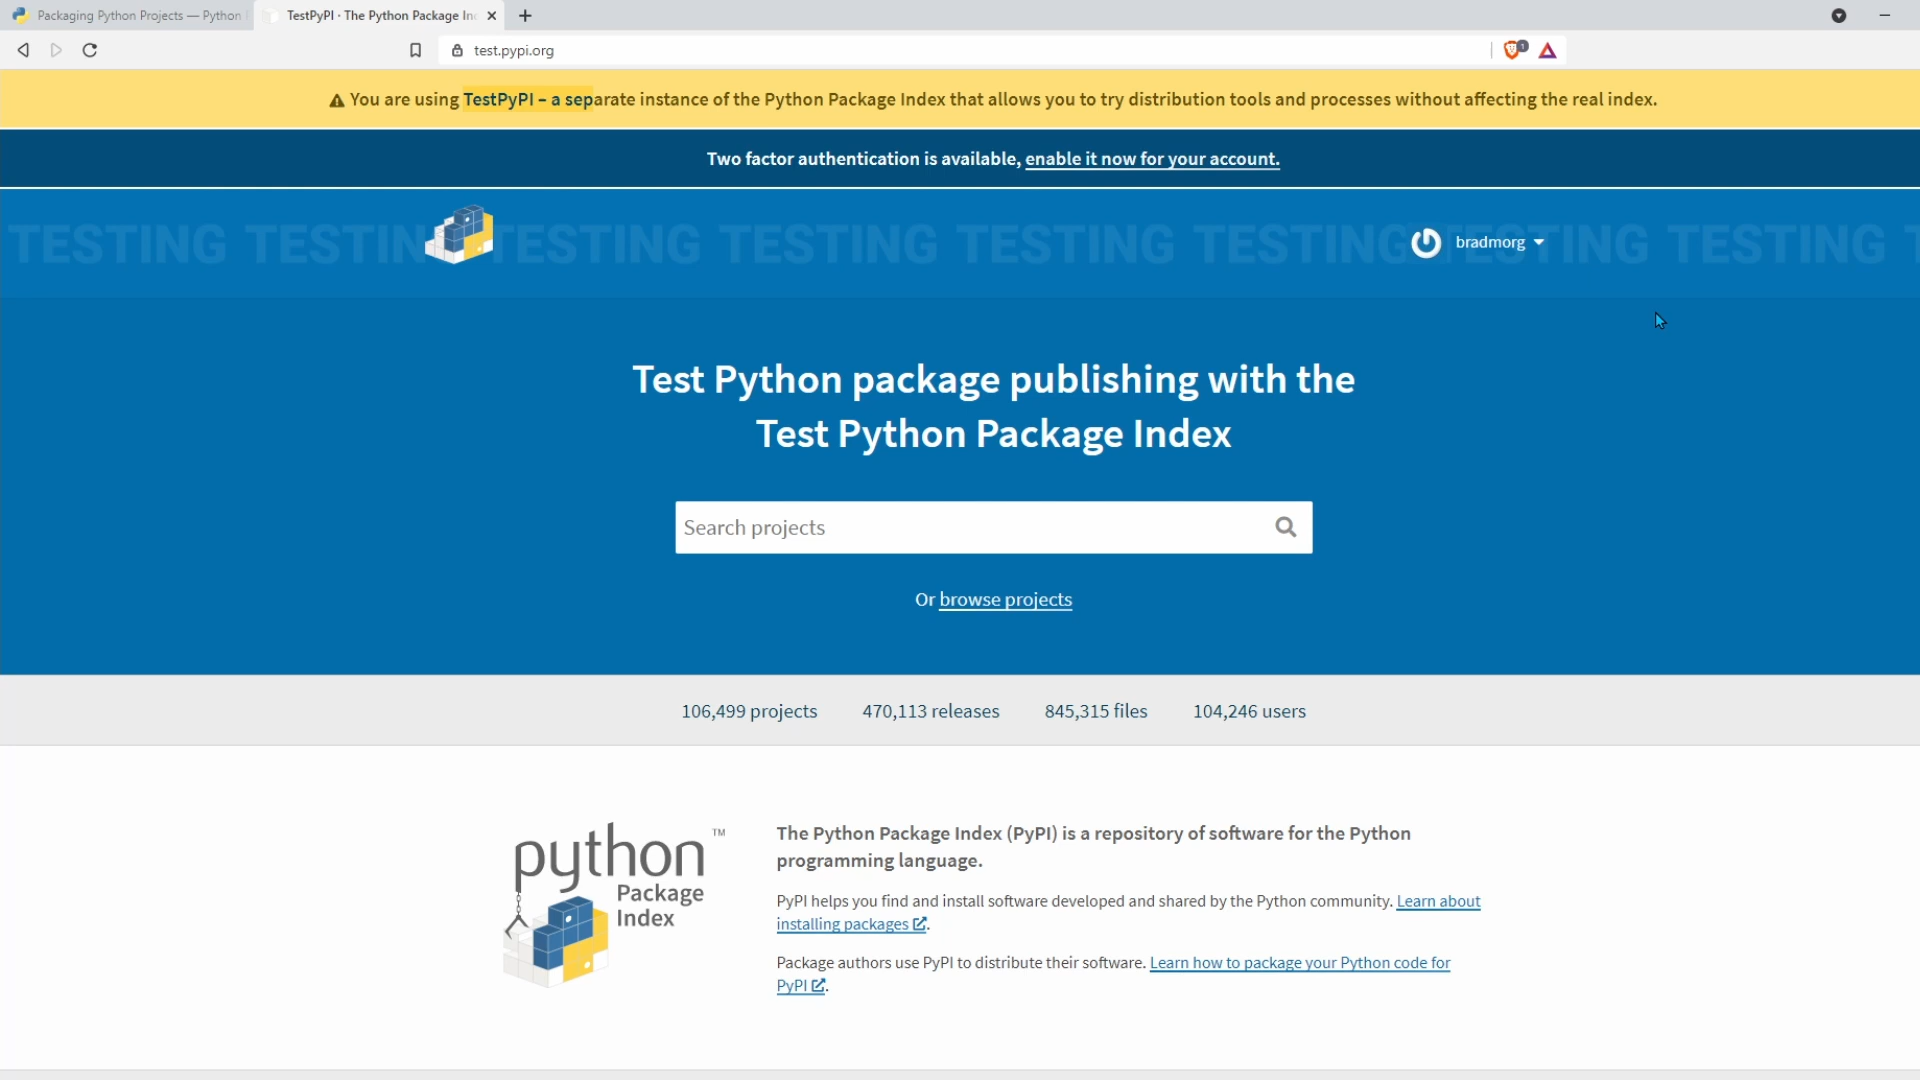 Packaging Python Projects — Python
TestPyPI · The Python Package In
test.pypi.org
1
You are using TestPyPI – a separate instance of the Python Package Index that allows you to try distribution tools and processes without affecting the real index.
Two factor authentication is available, enable it now for your account.
TESTING TESTING TESTING TESTING TESTING TESTING TESTING TESTING
bradmorg
Test Python package publishing with the
Test Python Package Index
Search projects
Or browse projects
106,499 projects 470,113 releases 845,315 files 104,246 users
python™
Package
Index
The Python Package Index (PyPI) is a repository of software for the Python
programming language.
PyPI helps you find and install software developed and shared by the Python community. Learn about
installing packages.
Package authors use PyPI to distribute their software. Learn how to package your Python code for
PyPI.